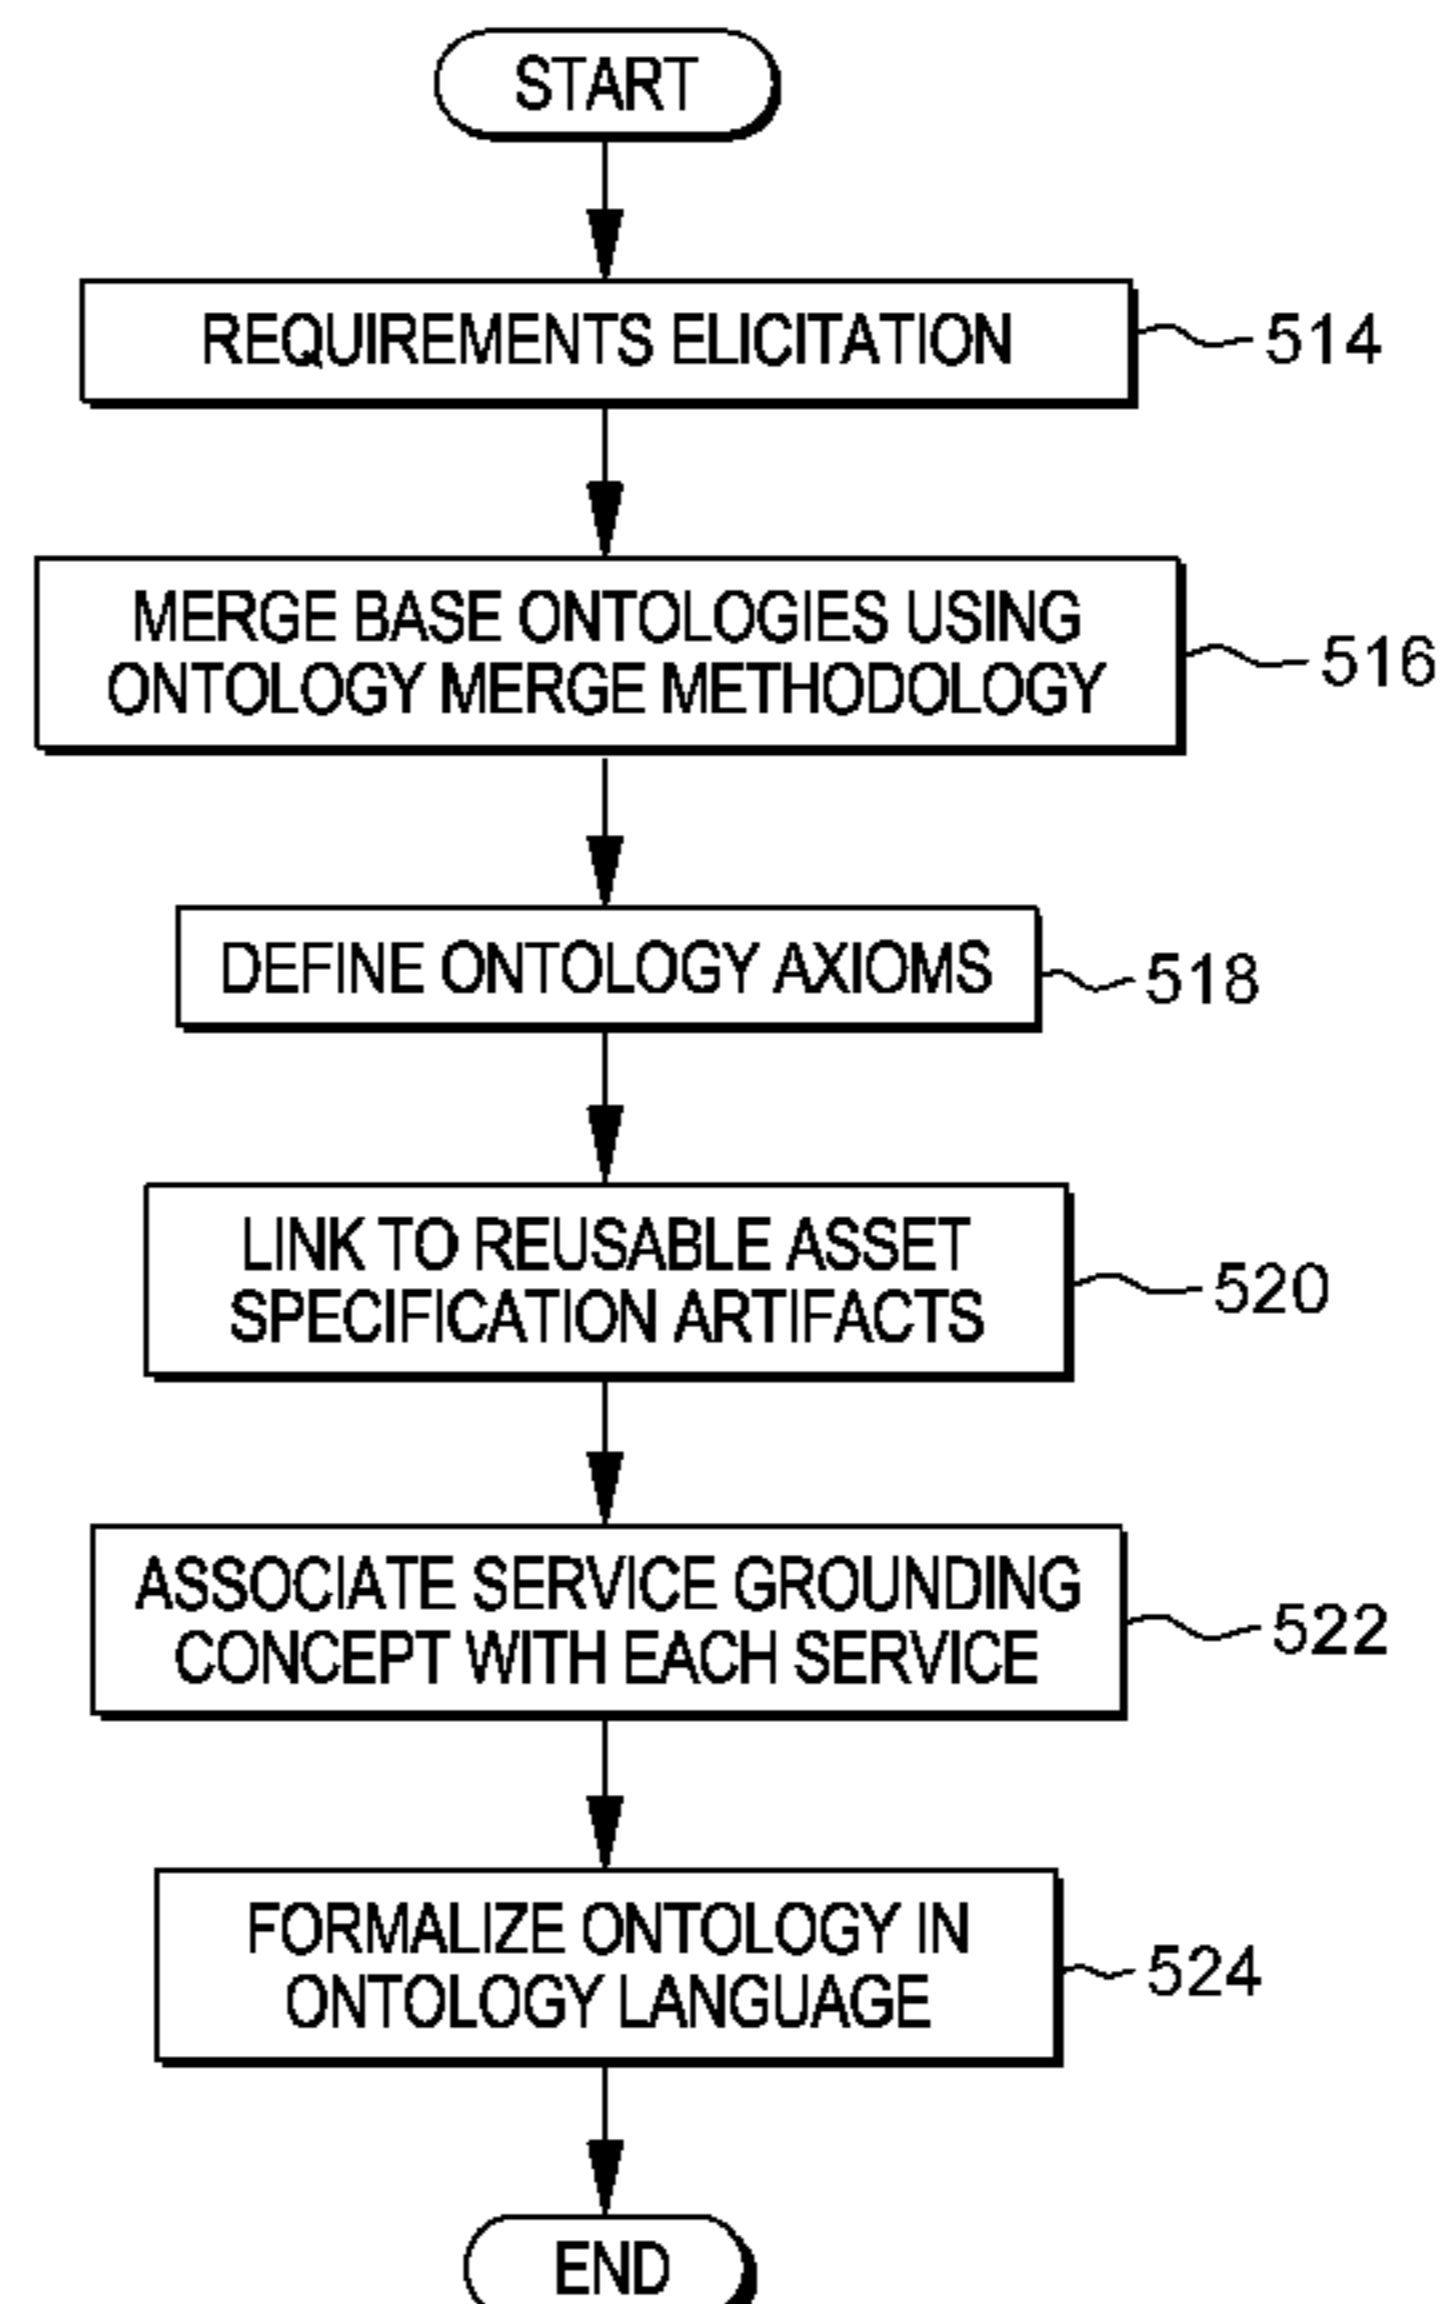 START
REQUIREMENTS ELICITATION
514
MERGE BASE ONTOLOGIES USING
ONTOLOGY MERGE METHODOLOGY
516
DEFINE ONTOLOGY AXIOMS
518
LINK TO REUSABLE ASSET
SPECIFICATION ARTIFACTS
520
ASSOCIATE SERVICE GROUNDING
CONCEPT WITH EACH SERVICE
522
FORMALIZE ONTOLOGY IN
ONTOLOGY LANGUAGE
524
END